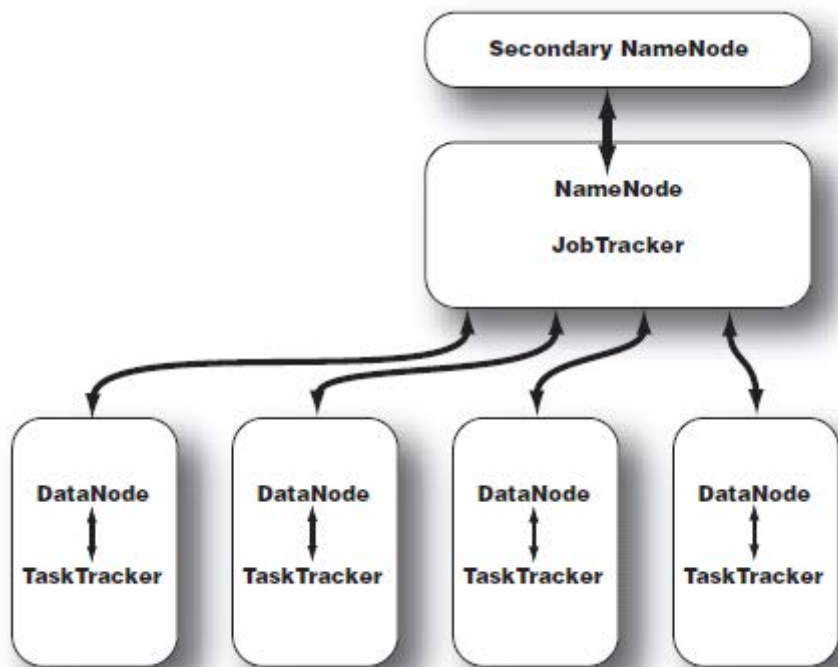 Secondary NameNode
NameNode
JobTracker
DataNode
TaskTracker
DataNode
TaskTracker
DataNode
TaskTracker
DataNode
TaskTracker